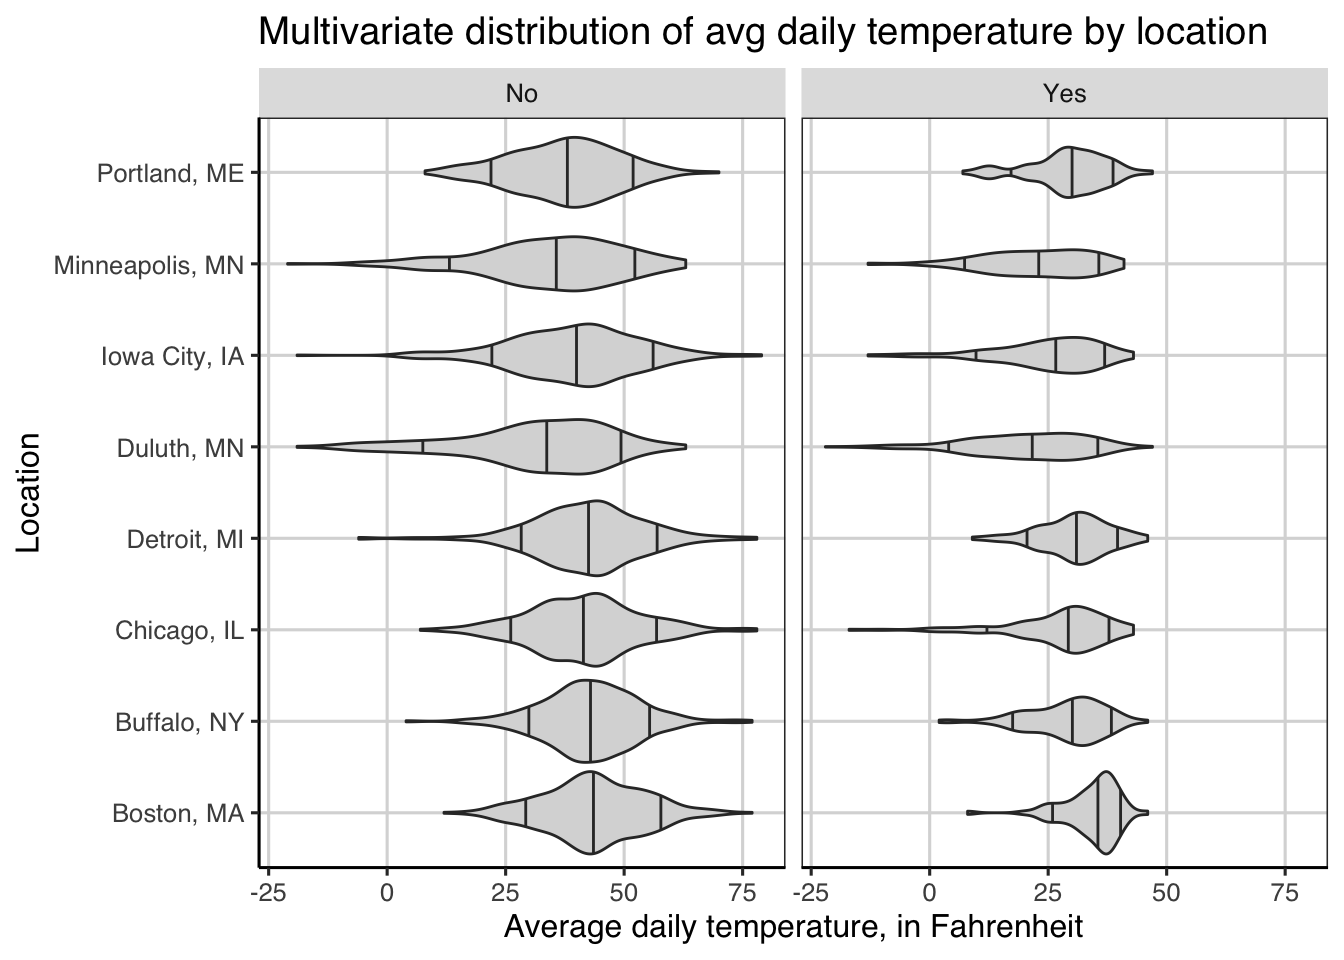 Multivariate distribution of avg daily temperature by location
No
Yes
Location
Portland, ME
Minneapolis, MN
Iowa City, IA
Duluth, MN
Detroit, MI
Chicago, IL
Buffalo, NY
Boston, MA
-25 0 25 50 75
-25 0 25 50 75
Average daily temperature, in Fahrenheit